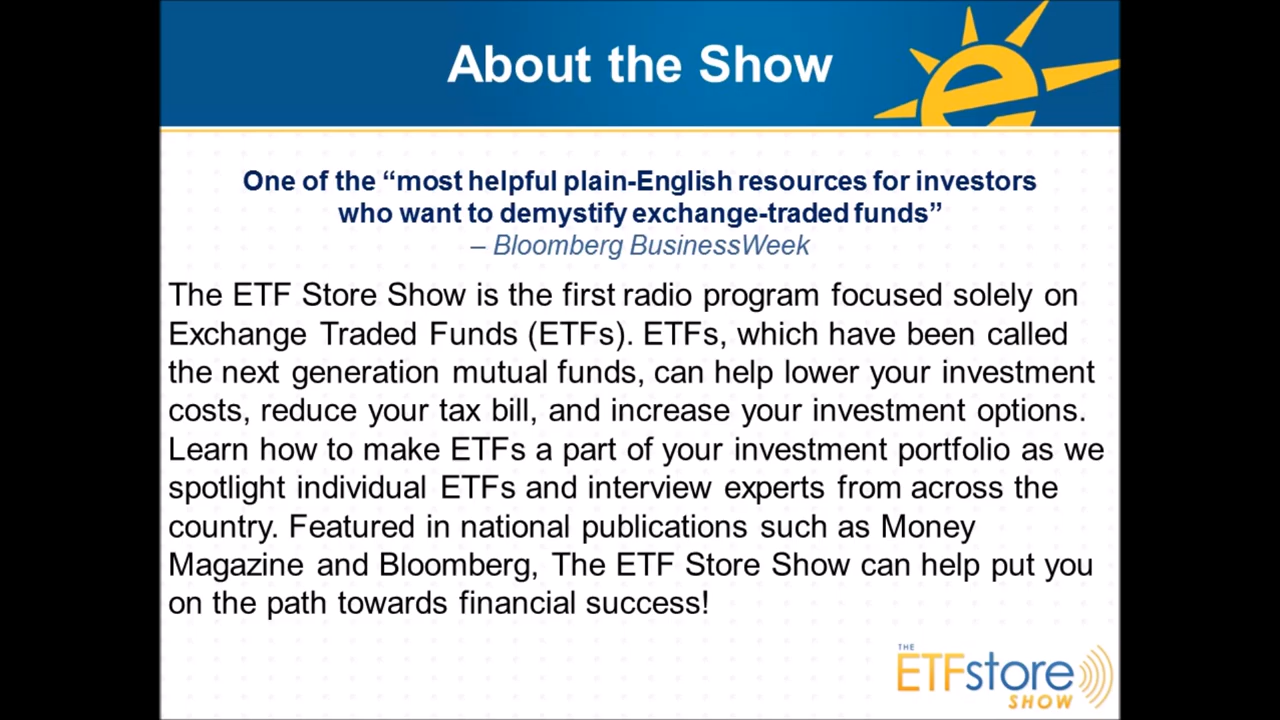 About the Show
One of the “most helpful plain-English resources for investors
who want to demystify exchange-traded funds”
– Bloomberg BusinessWeek
The ETF Store Show is the first radio program focused solely on
Exchange Traded Funds (ETFs). ETFs, which have been called
the next generation mutual funds, can help lower your investment
costs, reduce your tax bill, and increase your investment options.
Learn how to make ETFs a part of your investment portfolio as we
spotlight individual ETFs and interview experts from across the
country. Featured in national publications such as Money
Magazine and Bloomberg, The ETF Store Show can help put you
on the path towards financial success!
THE
ETFstore
SHOW